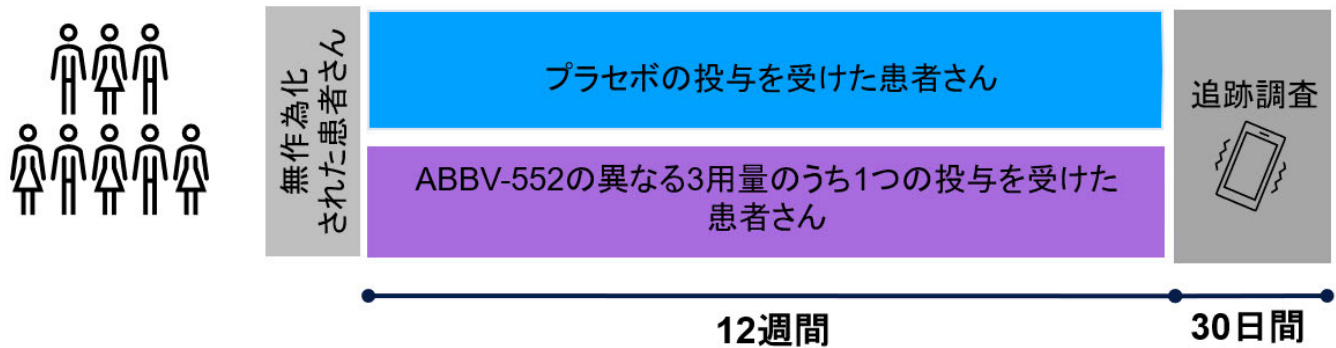 無作為化
された患者さん
プラセボの投与を受けた患者さん
ABBV-552の異なる3用量のうち1つの投与を受けた
患者さん
追跡調査
12週間
30日間